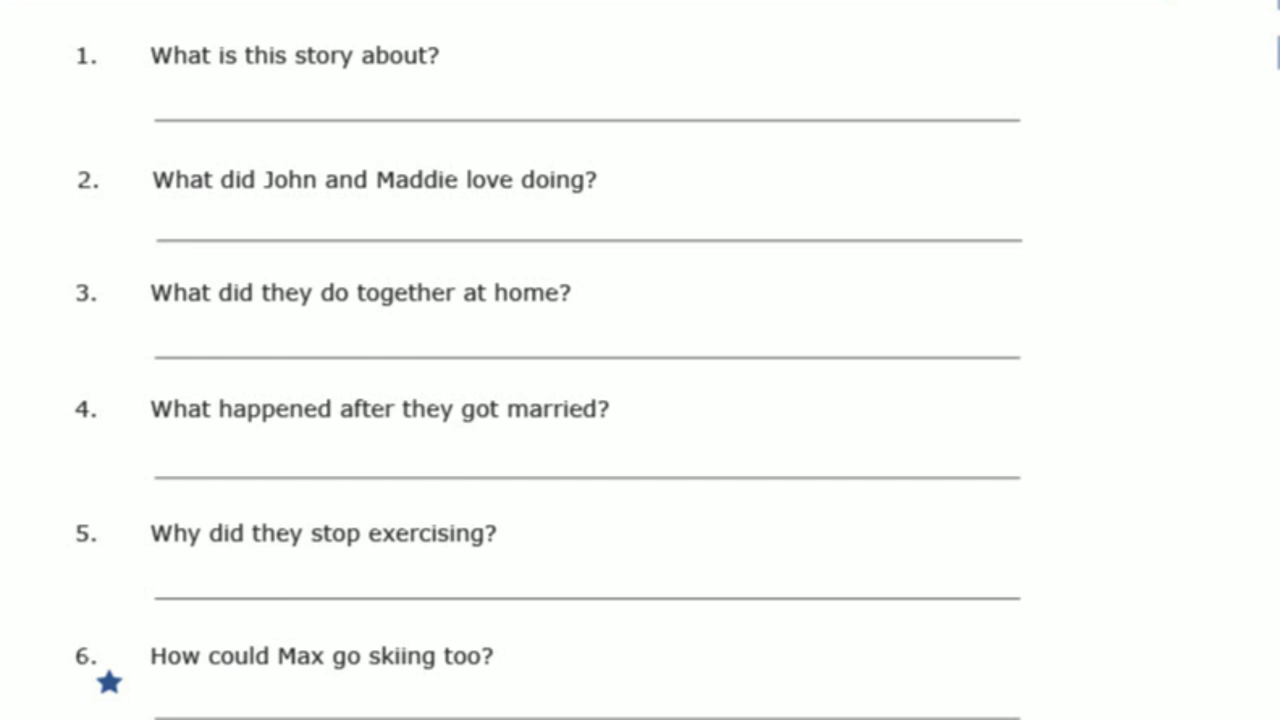 1. What is this story about?
2. What did John and Maddie love doing?
3. What did they do together at home?
4. What happened after they got married?
5. Why did they stop exercising?
6. How could Max go skiing too?